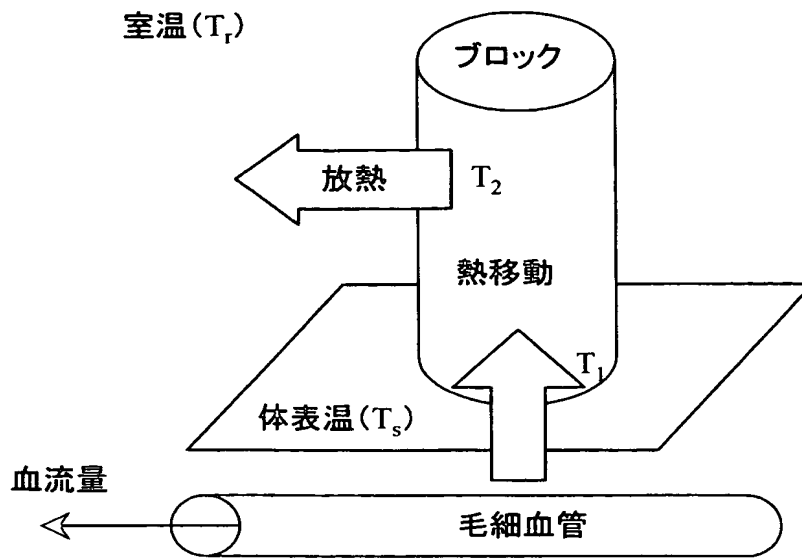 室温(Tr)
ブロック
放熱
T2
熱移動
T1
体表温(Ts)
血流量
毛細血管